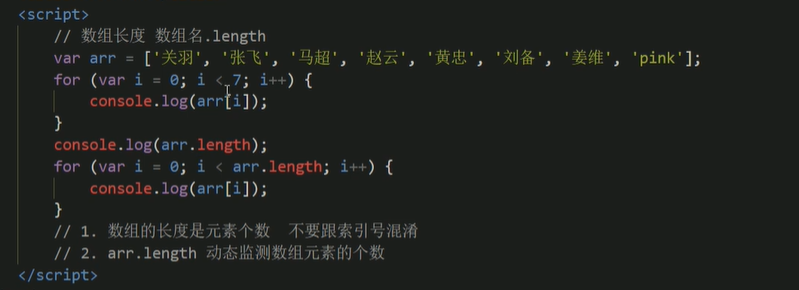 <script>
// 数组长度 数组名.length
var arr = ['关羽', '张飞', '马超', '赵云', '黄忠', '刘备', '姜维', 'pink'];
for (var i = 0; i < 7; i++) {
console.log(arr[i]);
}
console.log(arr.length);
for (var i = 0; i < arr.length; i++) {
console.log(arr[i]);
}
// 1. 数组的长度是元素个数 不要跟索引号混淆
// 2. arr.length 动态监测数组元素的个数
</script>